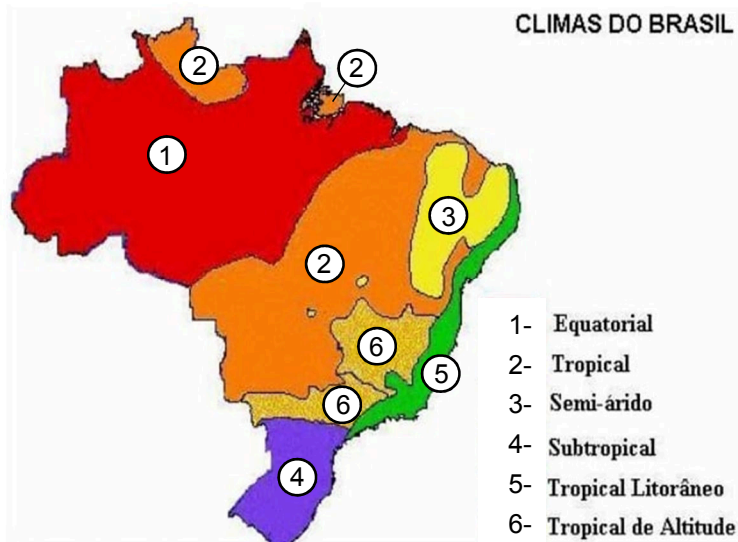 CLIMAS DO BRASIL
2
2
1
3
2
6
5
6
4
1- Equatorial
2- Tropical
3- Semi-árido
4- Subtropical
5- Tropical Litorâneo
6- Tropical de Altitude